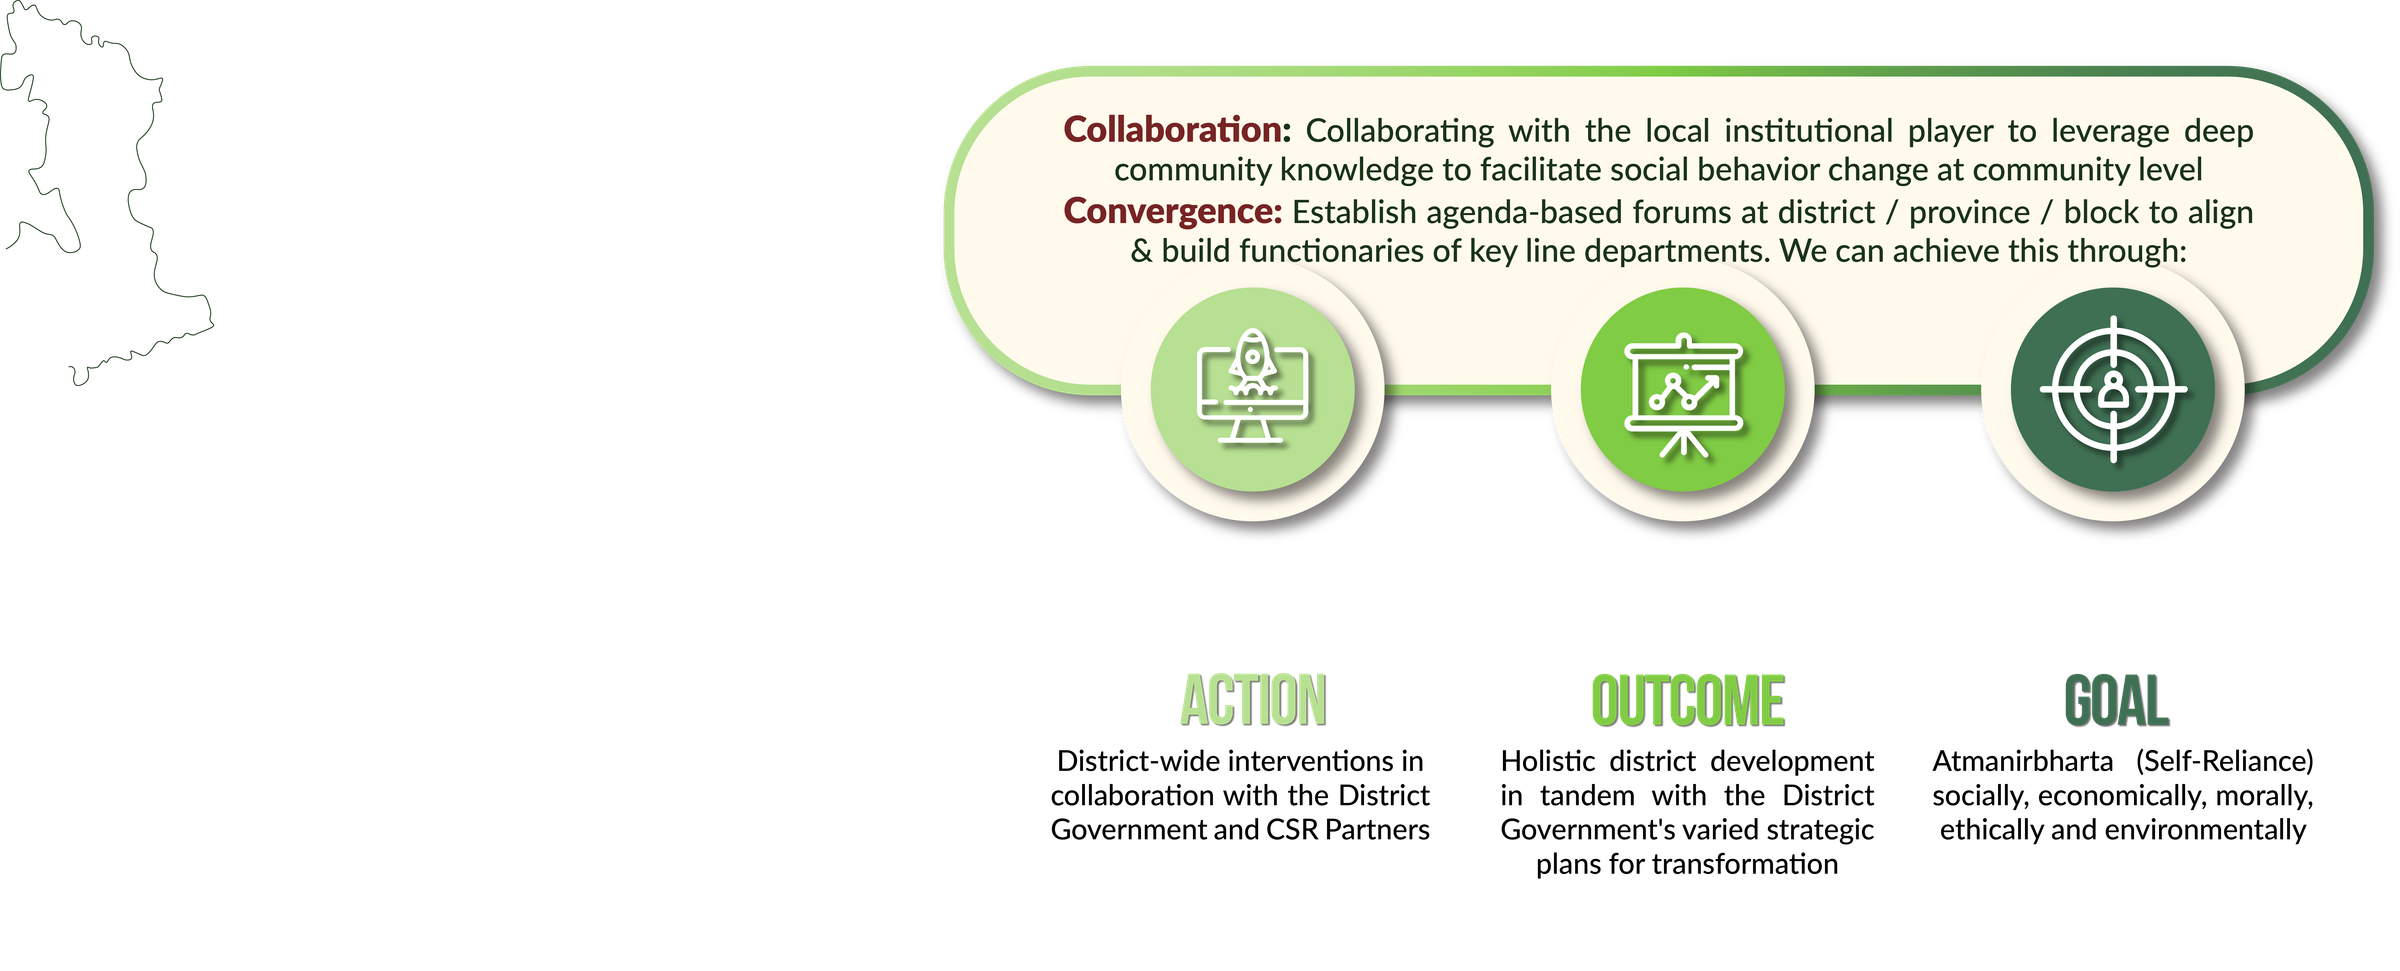 Collaboration: Collaborating with the local institutional player to leverage deep
community knowledge to facilitate social behavior change at community level
Convergence: Establish agenda-based forums at district / province / block to align
& build functionaries of key line departments. We can achieve this through:
ACTION
District-wide interventions in
collaboration with the District
Government and CSR Partners
OUTCOME
Holistic district development
in tandem with the District
Government's varied strategic
plans for transformation
GOAL
Atmanirbharta (Self-Reliance)
socially, economically, morally,
ethically and environmentally